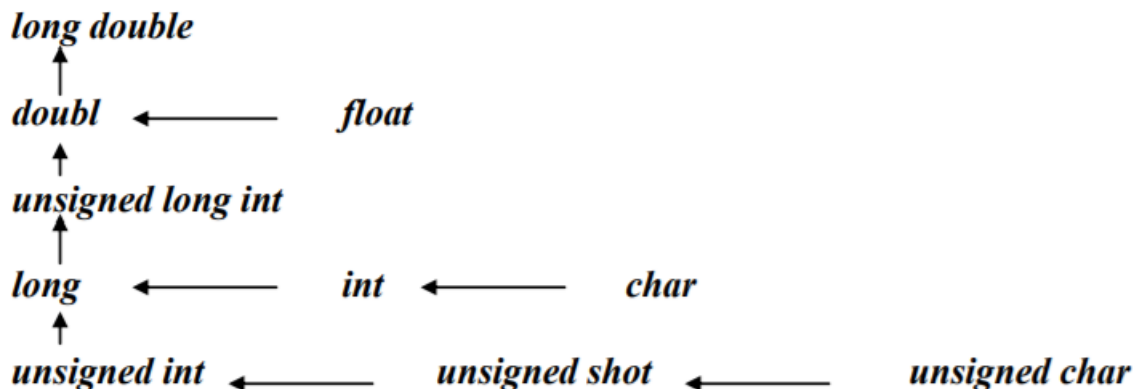 long double
doubl float
unsigned long int
long int char
unsigned int unsigned shot unsigned char